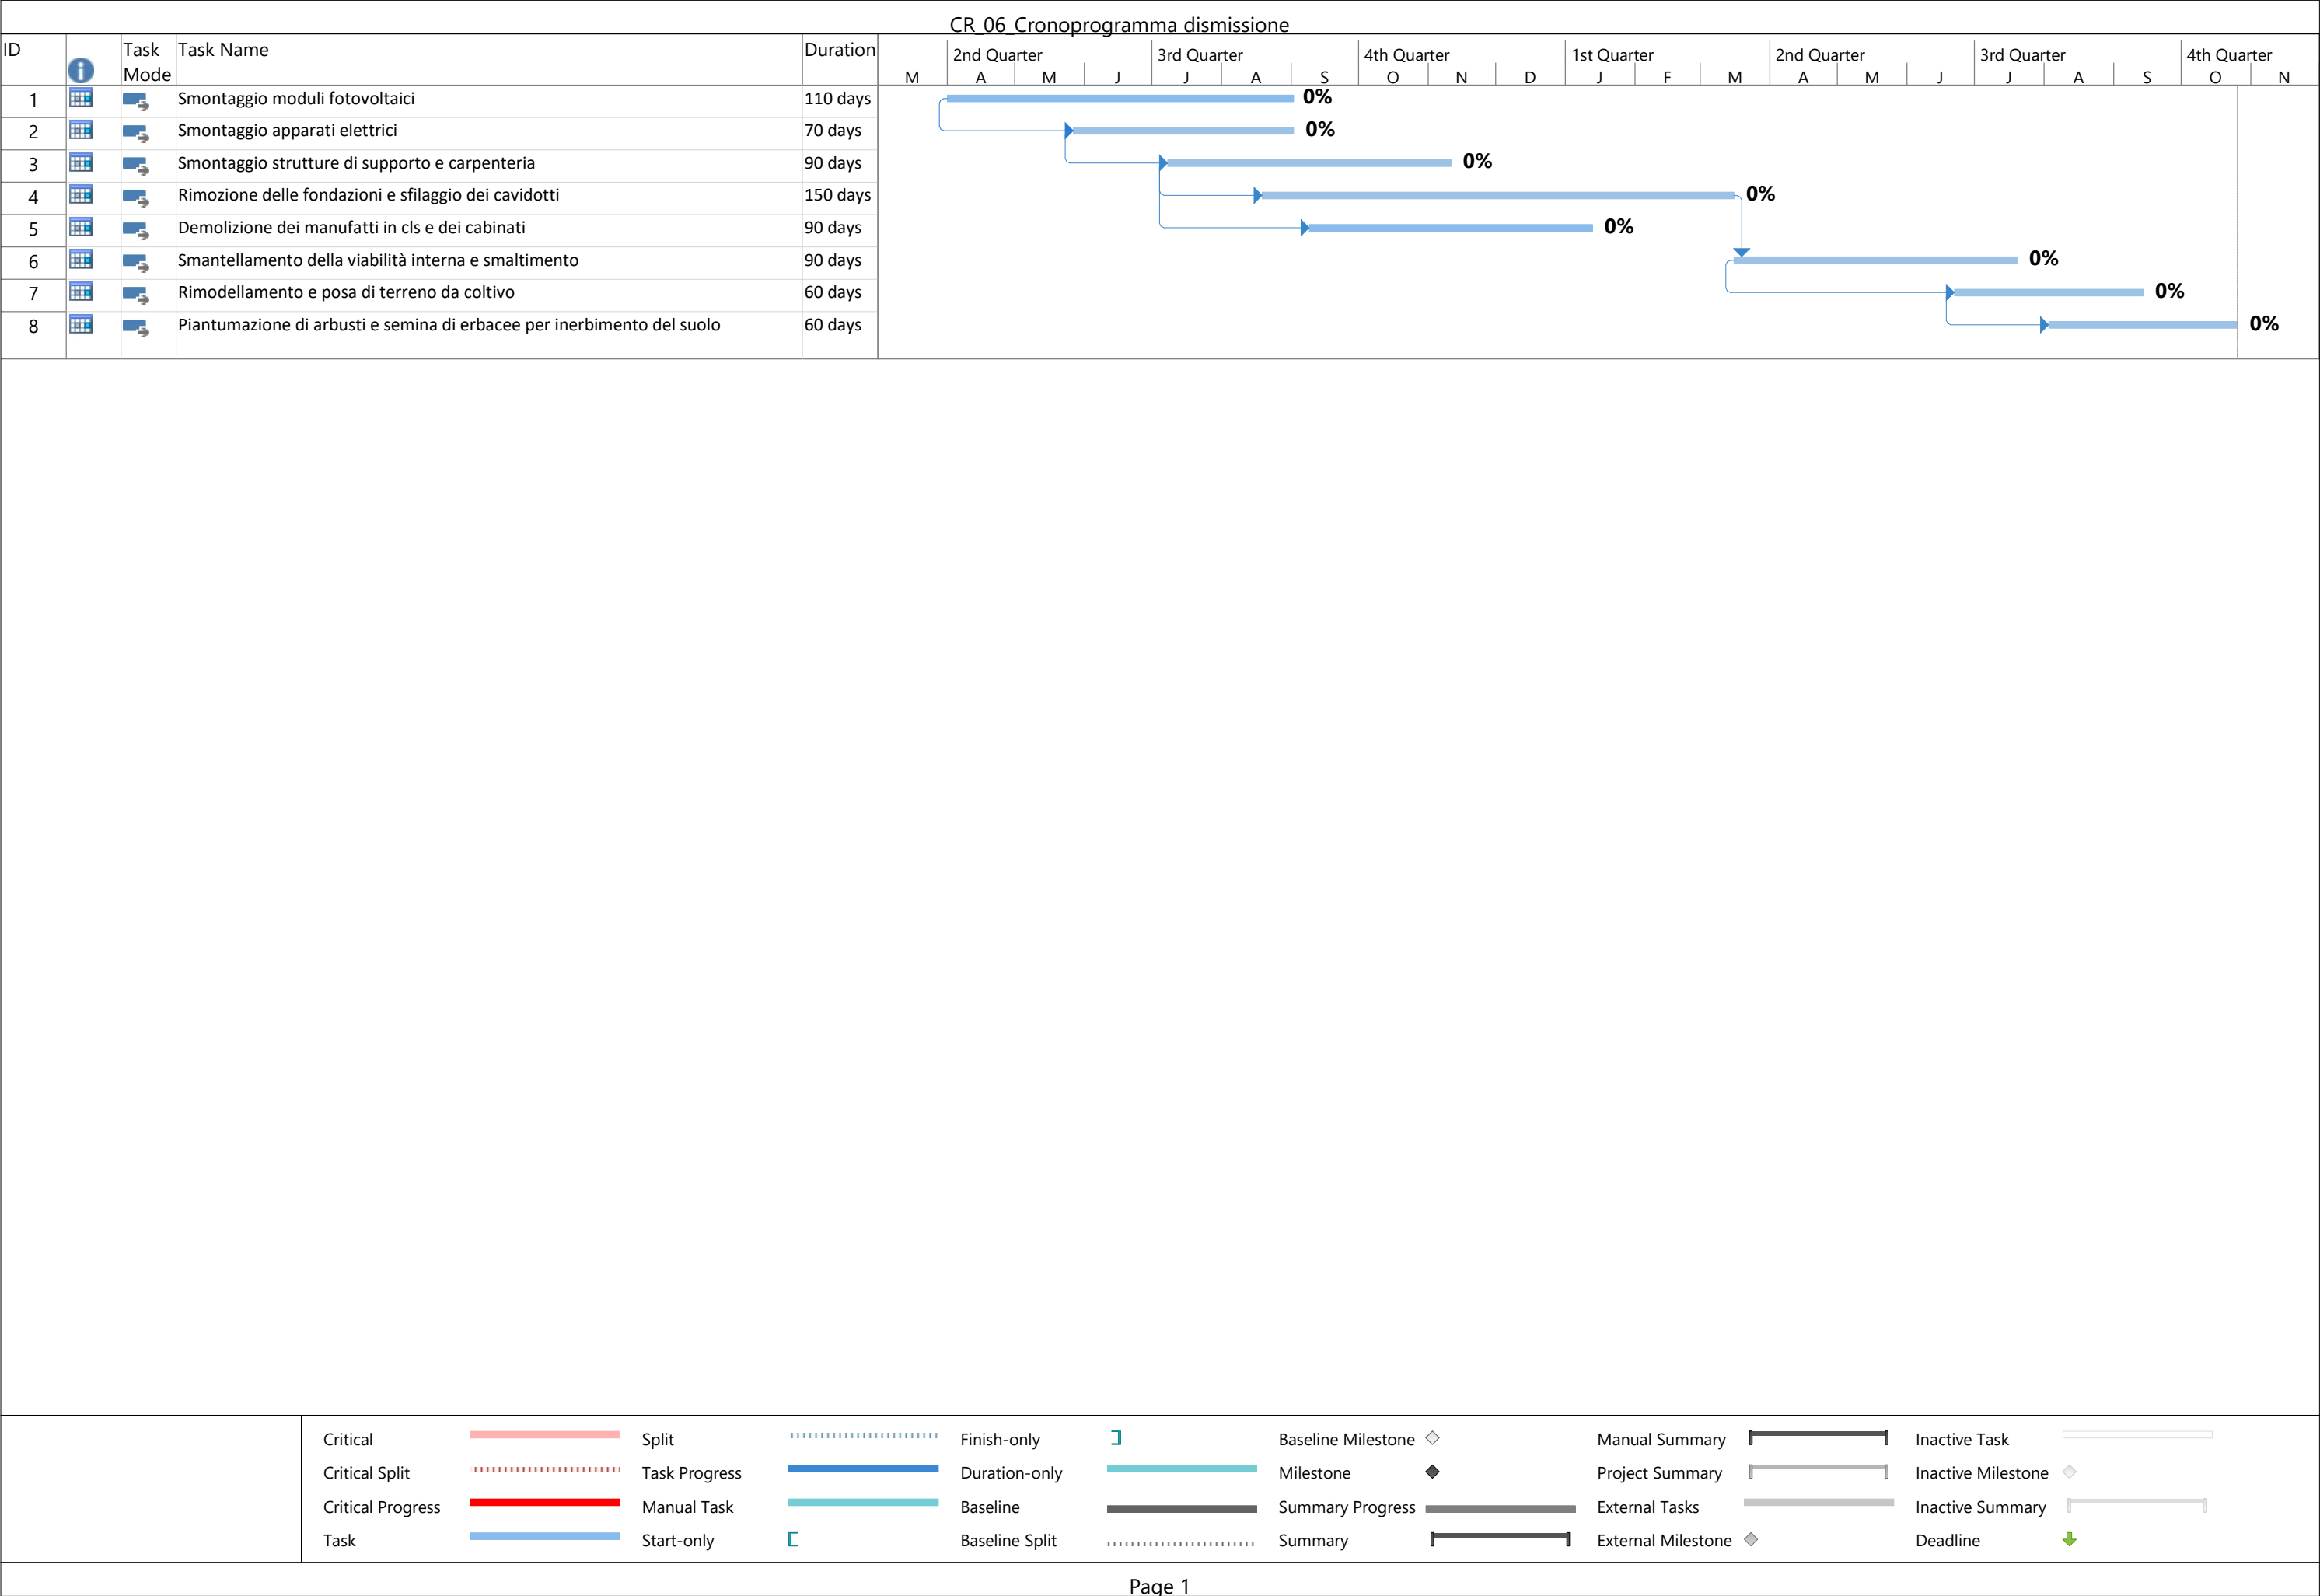 CR_06_Cronoprogramma dismissione
ID Task Mode Task Name Duration
2nd Quarter 3rd Quarter 4th Quarter 1st Quarter 2nd Quarter 3rd Quarter 4th Quarter
M A M J J A S O N D J F M A M J J A S O N
1 Smontaggio moduli fotovoltaici 110 days 0%
2 Smontaggio apparati elettrici 70 days 0%
3 Smontaggio strutture di supporto e carpenteria 90 days 0%
4 Rimozione delle fondazioni e sfilaggio dei cavidotti 150 days 0%
5 Demolizione dei manufatti in cls e dei cabinati 90 days 0%
6 Smantellamento della viabilità interna e smaltimento 90 days 0%
7 Rimodellamento e posa di terreno da coltivo 60 days 0%
8 Piantumazione di arbusti e semina di erbacee per inerbimento del suolo 60 days 0%
Critical Split Finish-only Baseline Milestone Manual Summary Inactive Task
Critical Split Task Progress Duration-only Milestone Project Summary Inactive Milestone
Critical Progress Manual Task Baseline Summary Progress External Tasks Inactive Summary
Task Start-only Baseline Split Summary External Milestone Deadline
Page 1